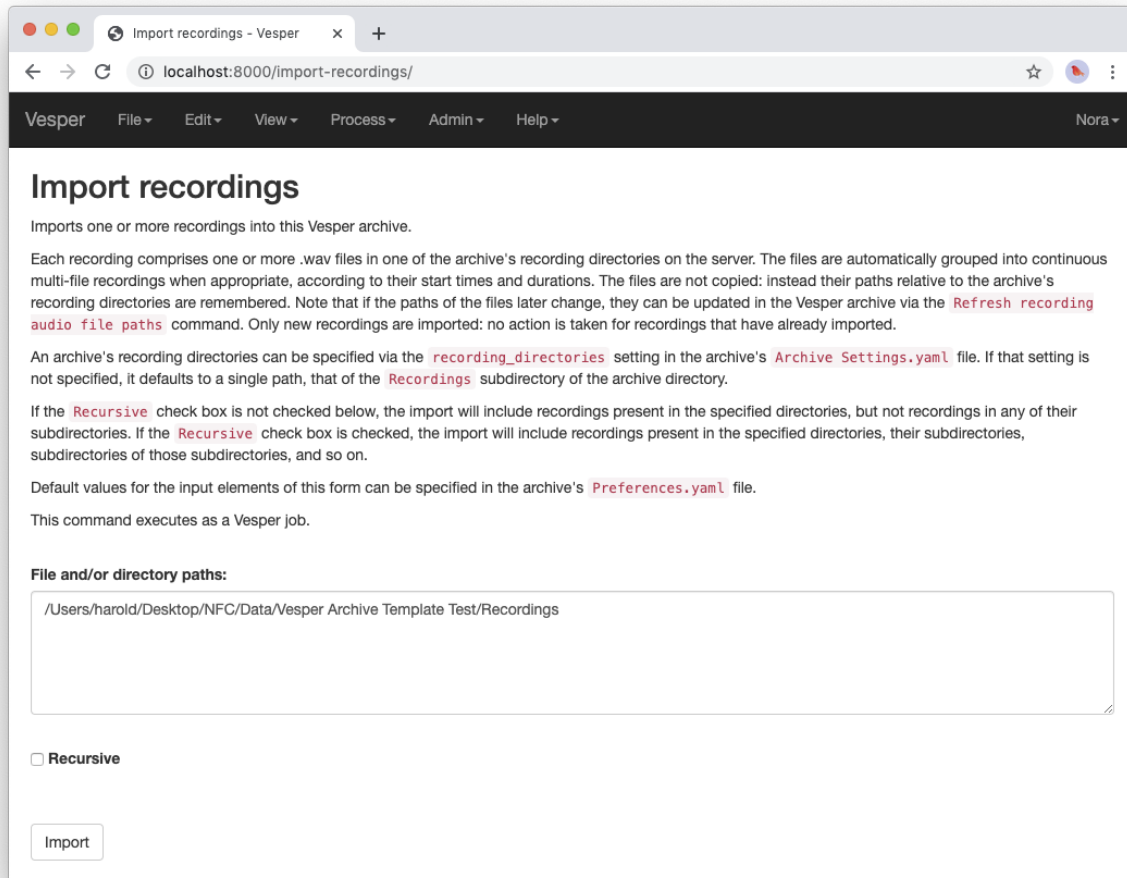 Import recordings - Vesper
localhost:8000/import-recordings/
Vesper File Edit View Process Admin Help Nora
Import recordings
Imports one or more recordings into this Vesper archive.
Each recording comprises one or more .wav files in one of the archive's recording directories on the server. The files are automatically grouped into continuous
multi-file recordings when appropriate, according to their start times and durations. The files are not copied: instead their paths relative to the archive's
recording directories are remembered. Note that if the paths of the files later change, they can be updated in the Vesper archive via the Refresh recording
audio file paths command. Only new recordings are imported: no action is taken for recordings that have already imported.
An archive's recording directories can be specified via the recording_directories setting in the archive's Archive Settings.yaml file. If that setting is
not specified, it defaults to a single path, that of the Recordings subdirectory of the archive directory.
If the Recursive check box is not checked below, the import will include recordings present in the specified directories, but not recordings in any of their
subdirectories. If the Recursive check box is checked, the import will include recordings present in the specified directories, their subdirectories,
subdirectories of those subdirectories, and so on.
Default values for the input elements of this form can be specified in the archive's Preferences.yaml file.
This command executes as a Vesper job.
File and/or directory paths:
/Users/harold/Desktop/NFC/Data/Vesper Archive Template Test/Recordings
Recursive
Import